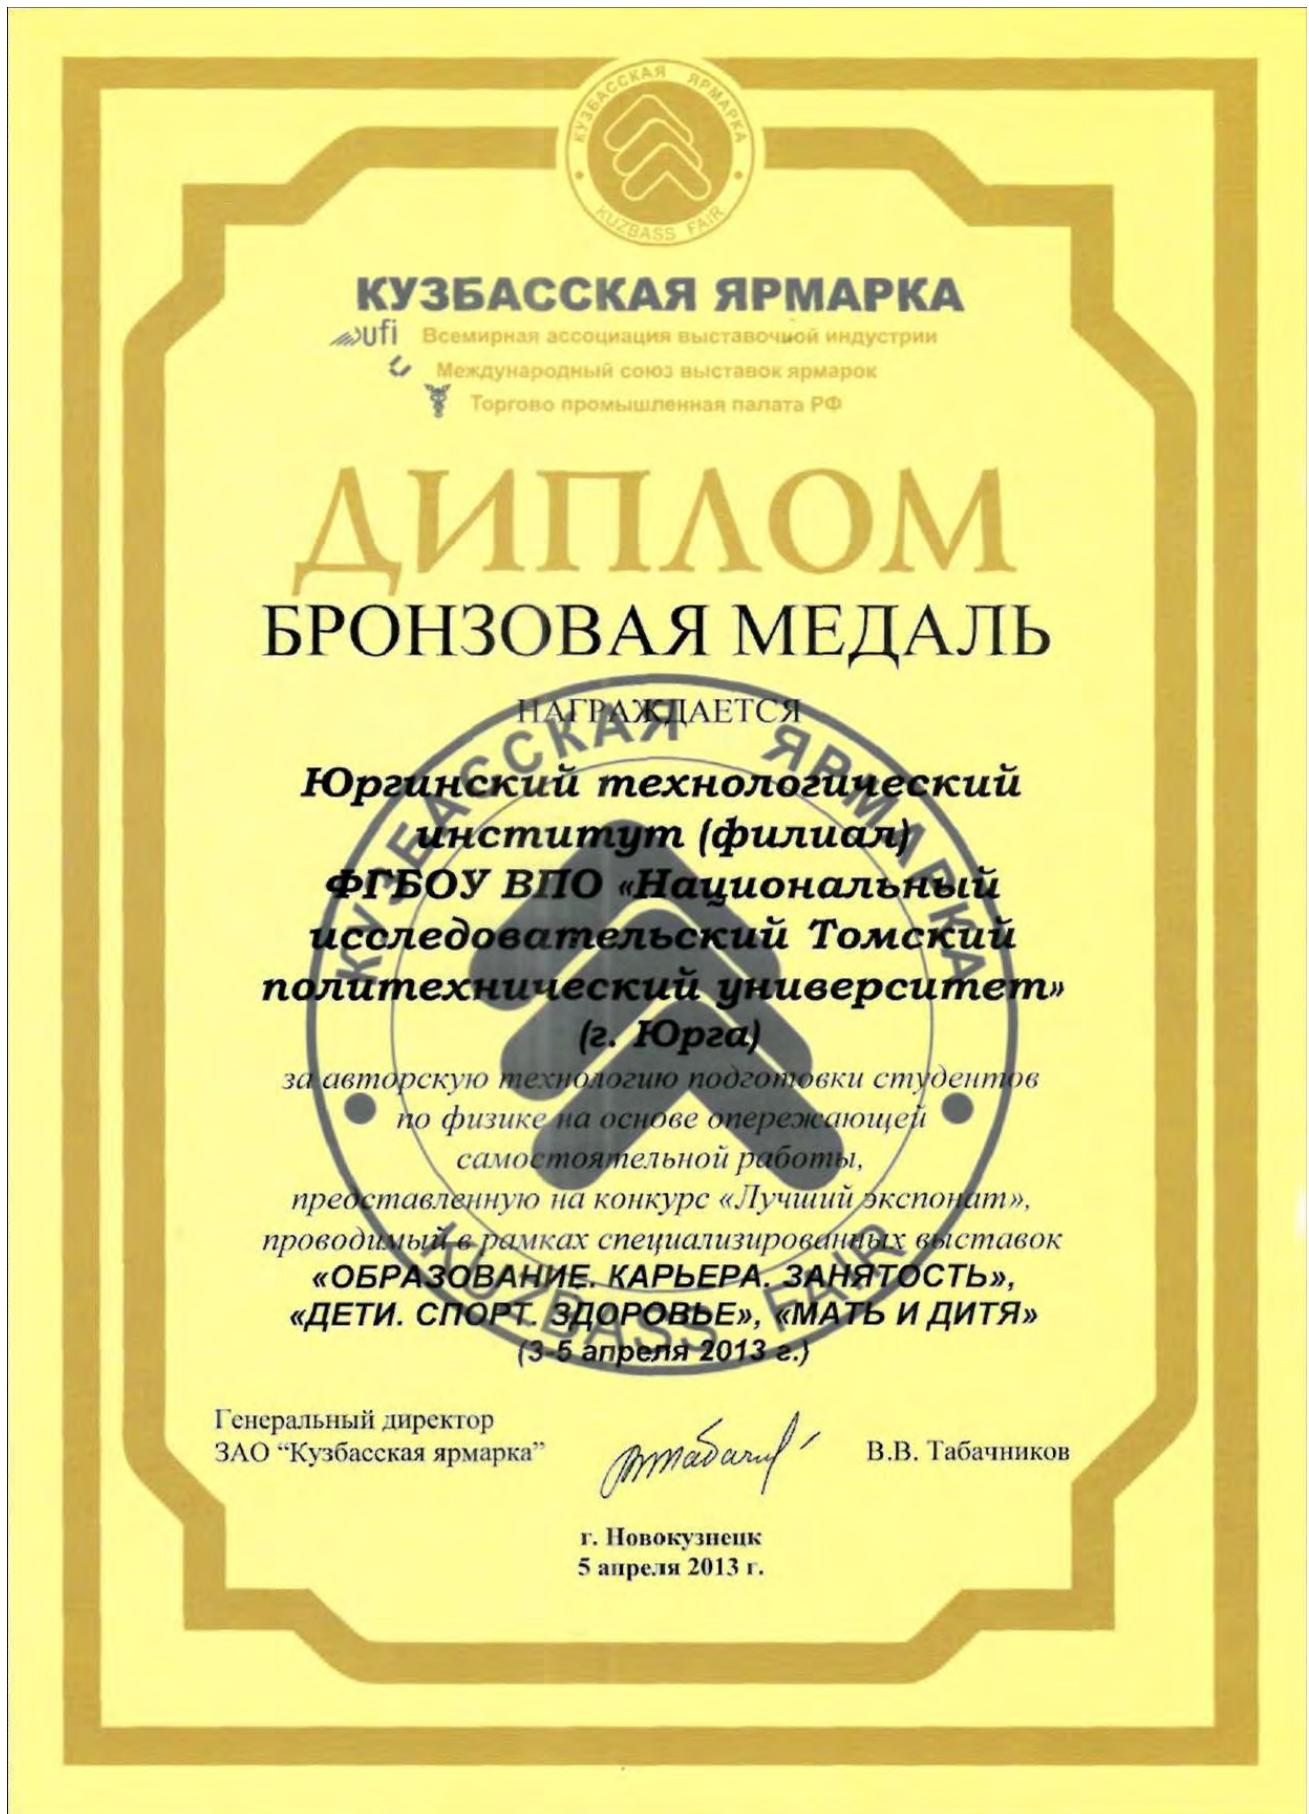 КУЗБАССКАЯ ЯРМАРКА
KUZBASS FAIR
КУЗБАССКАЯ ЯРМАРКА
ufi Всемирная ассоциация выставочной индустрии
Международный союз выставок ярмарок
Торгово промышленная палата РФ
ДИПЛОМ
БРОНЗОВАЯ МЕДАЛЬ
НАГРАЖДАЕТСЯ
КУЗБАССКАЯ ЯРМАРКА
Юргинский технологический
институт (филиал)
ФГБОУ ВПО «Национальный
исследовательский Томский
политехнический университет»
(г. Юрга)
за авторскую технологию подготовки студентов
по физике на основе опережающей
самостоятельной работы,
представленную на конкурс «Лучший экспонат»,
проводимый в рамках специализированных выставок
«ОБРАЗОВАНИЕ. КАРЬЕРА. ЗАНЯТОСТЬ»,
«ДЕТИ. СПОРТ. ЗДОРОВЬЕ», «МАТЬ И ДИТЯ»
(3-5 апреля 2013 г.)
KUZBASS FAIR
Генеральный директор
ЗАО “Кузбасская ярмарка”
В.В. Табачников
г. Новокузнецк
5 апреля 2013 г.